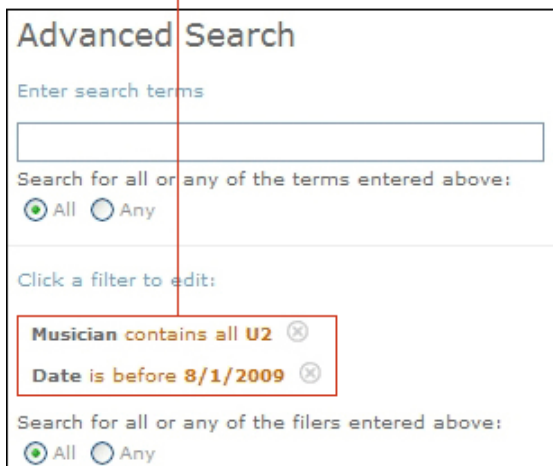 Advanced Search
Enter search terms
Search for all or any of the terms entered above:
All Any
Click a filter to edit:
Musician contains all U2
Date is before 8/1/2009
Search for all or any of the filers entered above:
All Any